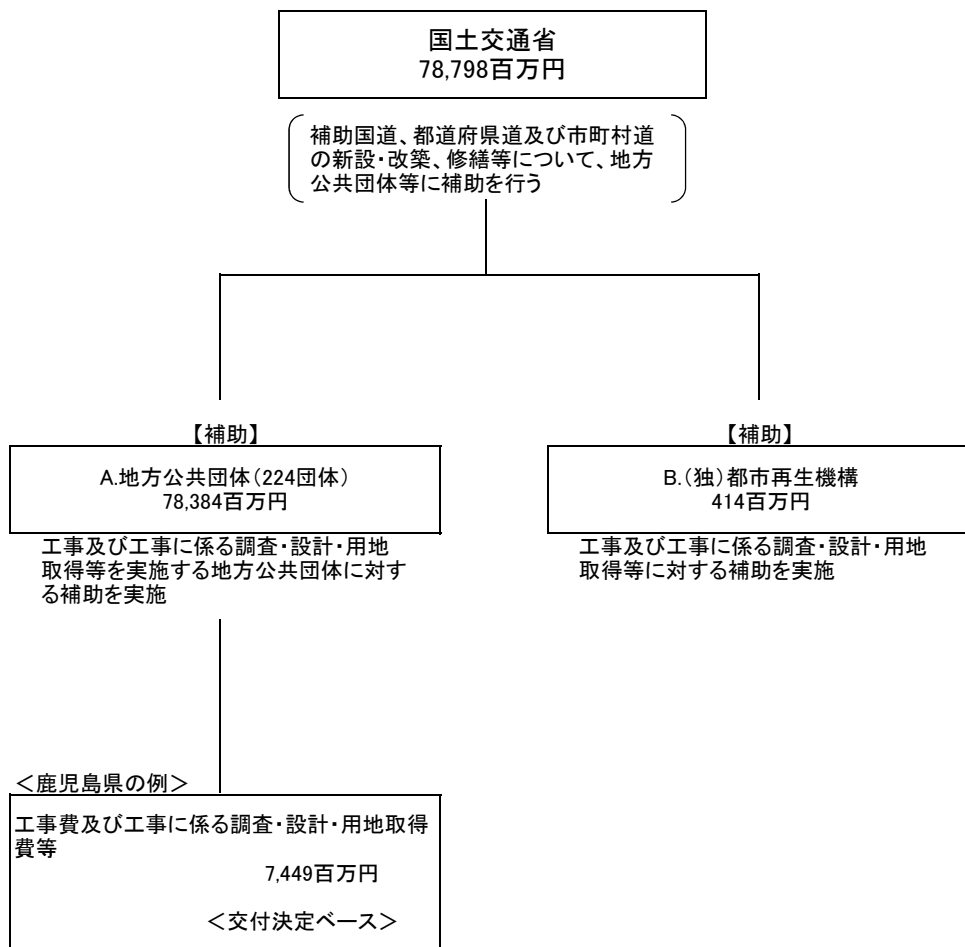 国土交通省
78,798百万円
補助国道、都道府県道及び市町村道
の新設・改築、修繕等について、地方
公共団体等に補助を行う
【補助】
A.地方公共団体（224団体）
78,384百万円
工事及び工事に係る調査・設計・用地
取得等を実施する地方公共団体に対す
る補助を実施
【補助】
B.（独）都市再生機構
414百万円
工事及び工事に係る調査・設計・用地
取得等に対する補助を実施
＜鹿児島県の例＞
工事費及び工事に係る調査・設計・用地取得
費等
7,449百万円
＜交付決定ベース＞